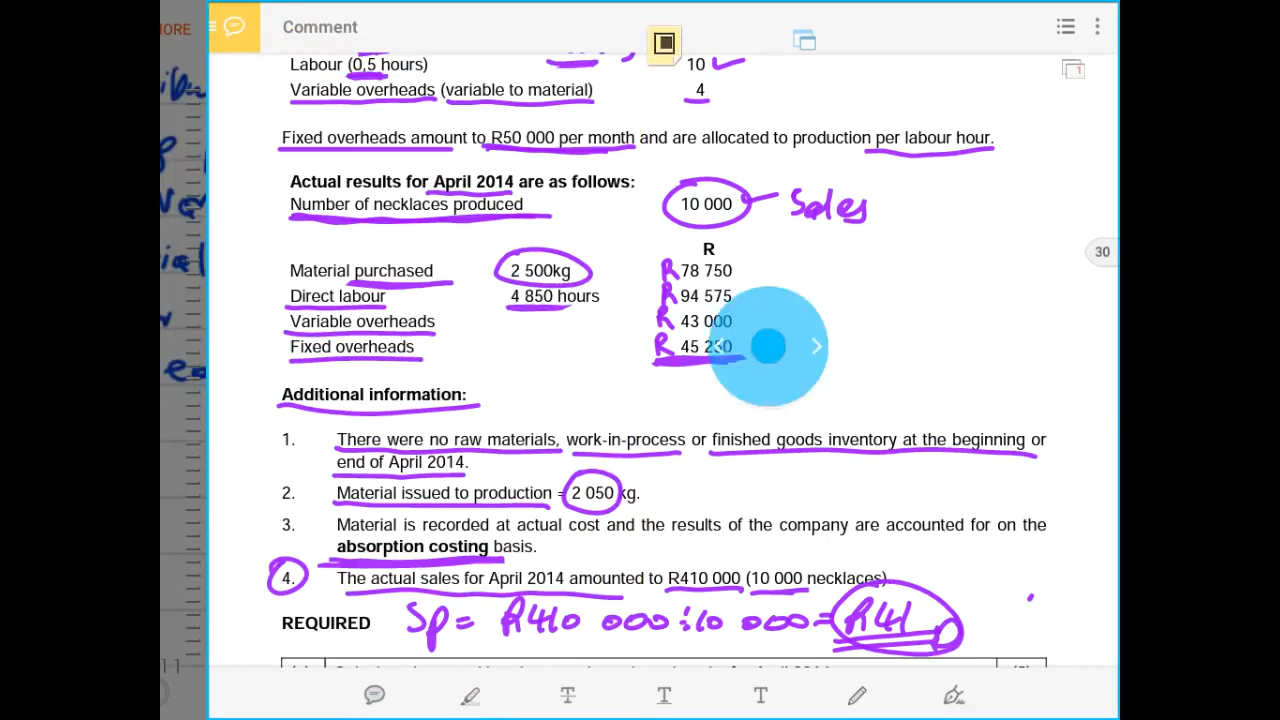 ORE
Comment
Labour (0,5 hours) 10
Variable overheads (variable to material) 4
Fixed overheads amount to R50 000 per month and are allocated to production per labour hour.
Actual results for April 2014 are as follows:
Number of necklaces produced 10 000 Sales
R
Material purchased 2 500kg R 78 750
Direct labour 4 850 hours R 94 575
Variable overheads R 43 000
Fixed overheads R 45 230
30
Additional information:
1. There were no raw materials, work-in-process or finished goods inventory at the beginning or
end of April 2014.
2. Material issued to production = 2 050 kg.
3. Material is recorded at actual cost and the results of the company are accounted for on the
absorption costing basis.
4. The actual sales for April 2014 amounted to R410 000 (10 000 necklaces)
REQUIRED Sp = R410 000 ÷ 10 000 = R41